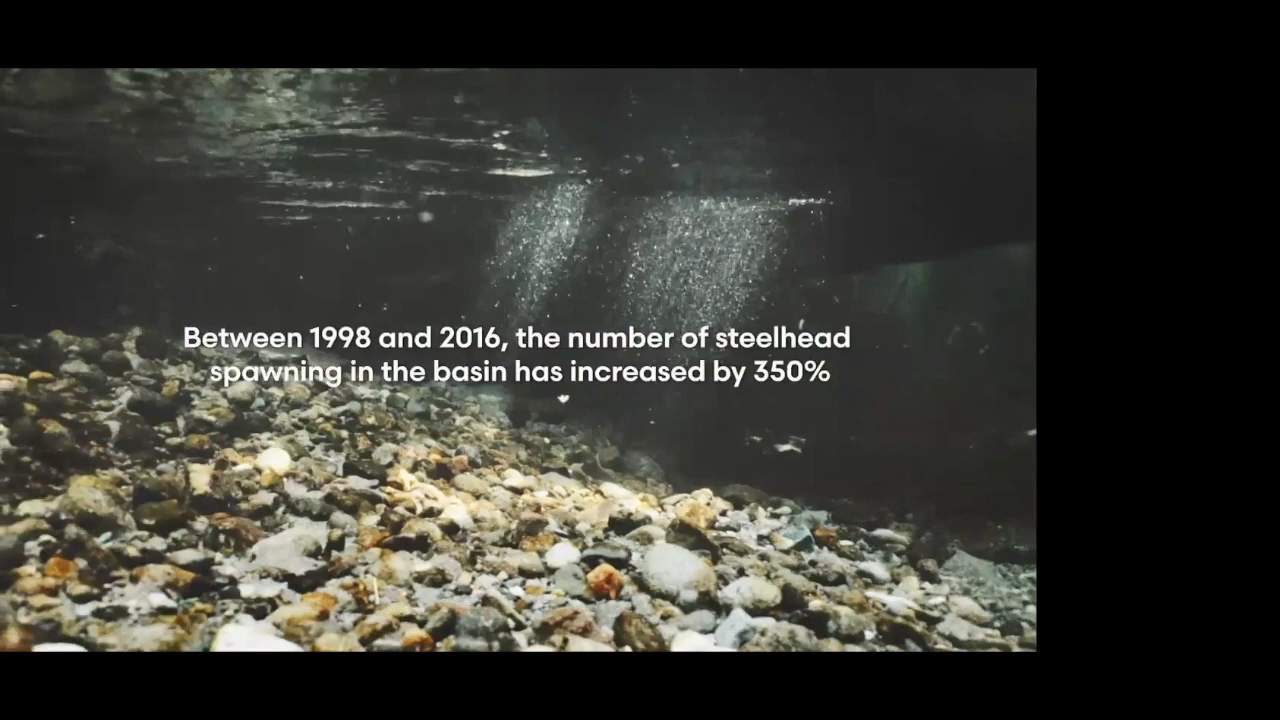 Between 1998 and 2016, the number of steelhead
spawning in the basin has increased by 350%